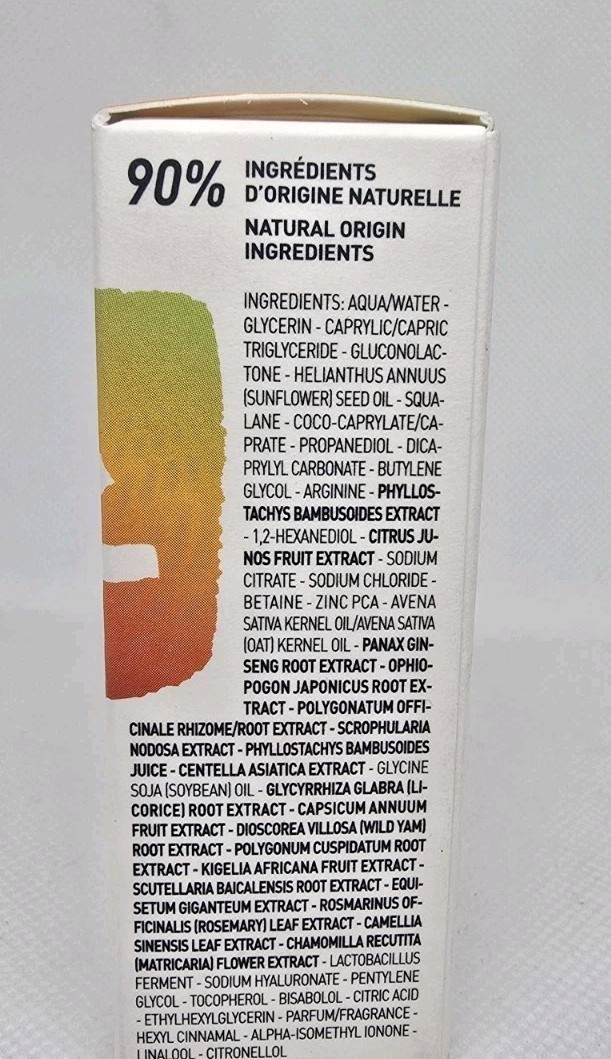 90%
INGRÉDIENTS
D'ORIGINE NATURELLE
NATURAL ORIGIN
INGREDIENTS
INGREDIENTS: AQUA/WATER -
GLYCERIN - CAPRYLIC/CAPRIC
TRIGLYCERIDE - GLUCONOLAC-
TONE - HELIANTHUS ANNUUS
(SUNFLOWER) SEED OIL - SQUA-
LANE - COCO-CAPRYLATE/CA-
PRATE - PROPANEDIOL - DICA-
PRYLYL CARBONATE - BUTYLENE
GLYCOL - ARGININE - PHYLLOS-
TACHYS BAMBUSOIDES EXTRACT
- 1,2-HEXANEDIOL - CITRUS JU-
NOS FRUIT EXTRACT - SODIUM
CITRATE - SODIUM CHLORIDE -
BETAINE - ZINC PCA - AVENA
SATIVA KERNEL OIL/AVENA SATIVA
(OAT) KERNEL OIL - PANAX GIN-
SENG ROOT EXTRACT - OPHIO-
POGON JAPONICUS ROOT EX-
TRACT - POLYGONATUM OFFI-
CINALE RHIZOME/ROOT EXTRACT - SCROPHULARIA
NODOSA EXTRACT - PHYLLOSTACHYS BAMBUSOIDES
JUICE - CENTELLA ASIATICA EXTRACT - GLYCINE
SOJA (SOYBEAN) OIL - GLYCYRRHIZA GLABRA (LI-
CORICE) ROOT EXTRACT - CAPSICUM ANNUUM
FRUIT EXTRACT - DIOSCOREA VILLOSA (WILD YAM)
ROOT EXTRACT - POLYGONUM CUSPIDATUM ROOT
EXTRACT - KIGELIA AFRICANA FRUIT EXTRACT -
SCUTELLARIA BAICALENSIS ROOT EXTRACT - EQUI-
SETUM GIGANTEUM EXTRACT - ROSMARINUS OF-
FICINALIS (ROSEMARY) LEAF EXTRACT - CAMELLIA
SINENSIS LEAF EXTRACT - CHAMOMILLA RECUTITA
(MATRICARIA) FLOWER EXTRACT - LACTOBACILLUS
FERMENT - SODIUM HYALURONATE - PENTYLENE
GLYCOL - TOCOPHEROL - BISABOLOL - CITRIC ACID
- ETHYLHEXYLGLYCERIN - PARFUM/FRAGRANCE -
HEXYL CINNAMAL - ALPHA-ISOMETHYL IONONE -
LINALOOL - CITRONELLOL